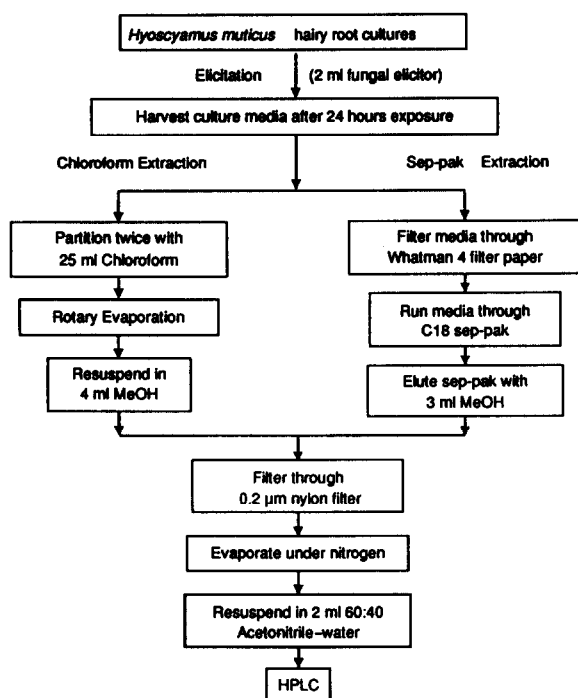 Hyoscyamus muticus hairy root cultures
Elicitation (2 ml fungal elicitor)
Harvest culture media after 24 hours exposure
Chloroform Extraction
Sep-pak Extraction
Partition twice with
25 ml Chloroform
Filter media through
Whatman 4 filter paper
Rotary Evaporation
Run media through
C18 sep-pak
Resuspend in
4 ml MeOH
Elute sep-pak with
3 ml MeOH
Filter through
0.2 µm nylon filter
Evaporate under nitrogen
Resuspend in 2 ml 60:40
Acetonitrile–water
HPLC